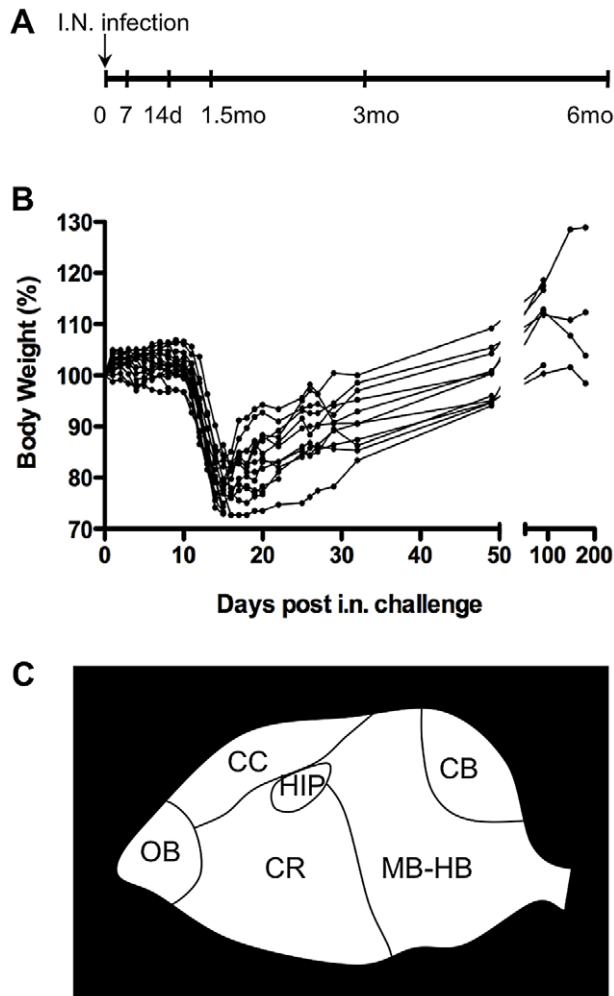 A
I.N. infection
0 7 14d 1.5mo 3mo 6mo
B
130
120
110
100
90
80
70
Body Weight (%)
0 10 20 30 40 50 100 200
Days post i.n. challenge
C
CC
HIP
CB
OB
CR
MB-HB